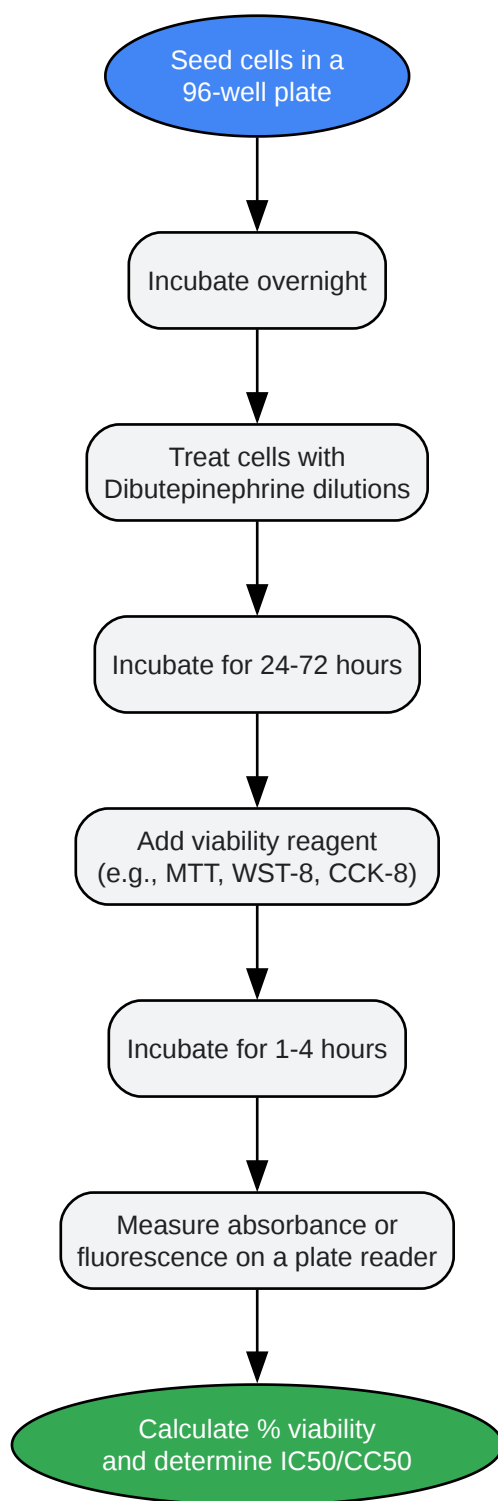 Seed cells in a
96-well plate
Incubate overnight
Treat cells with
Dibutepinephrine dilutions
Incubate for 24-72 hours
Add viability reagent
(e.g., MTT, WST-8, CCK-8)
Incubate for 1-4 hours
Measure absorbance or
fluorescence on a plate reader
Calculate % viability
and determine IC50/CC50